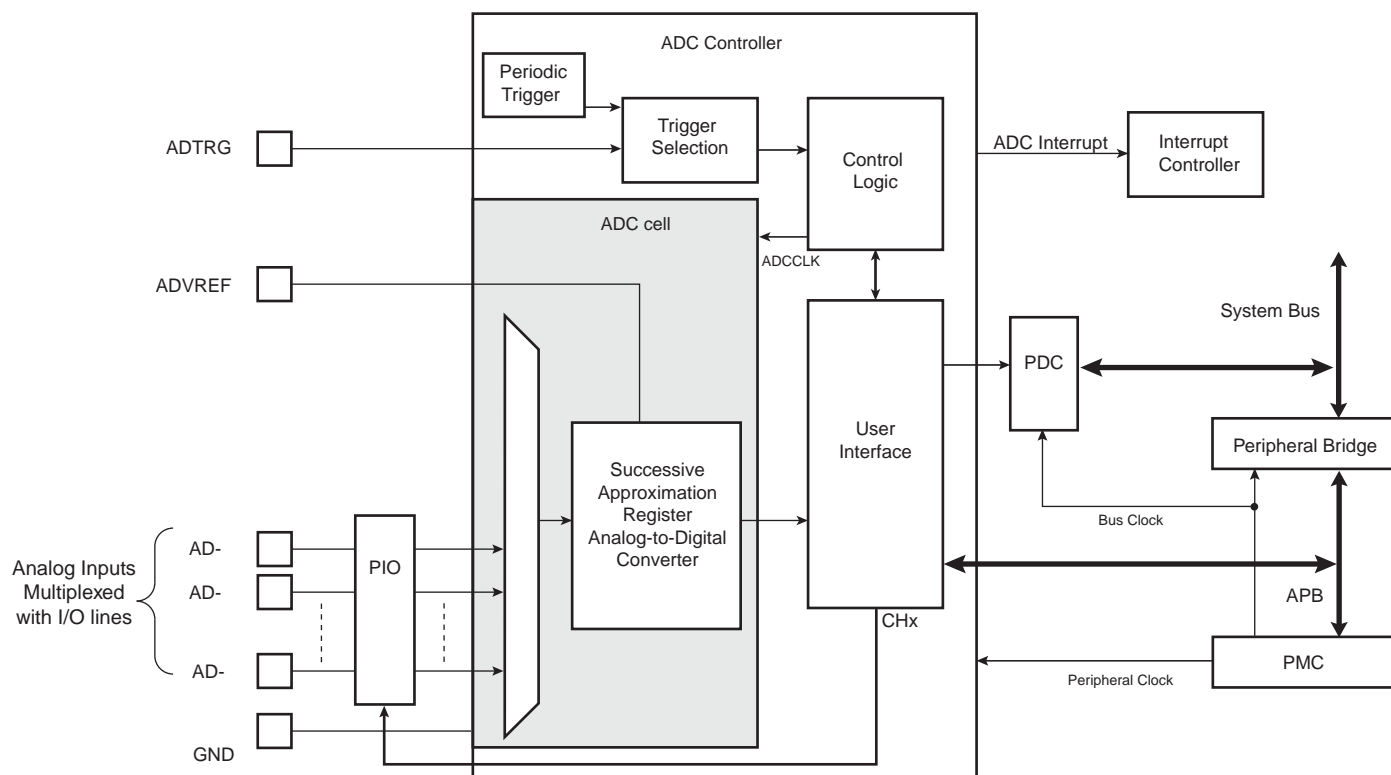 ADC Controller
Periodic
Trigger
Trigger
Selection
Control
Logic
ADC Interrupt
Interrupt
Controller
ADTRG
ADC cell
ADCCLK
ADVREF
System Bus
PDC
User
Interface
Peripheral Bridge
Successive
Approximation
Register
Analog-to-Digital
Converter
Bus Clock
Analog Inputs
Multiplexed
with I/O lines
AD-
AD-
AD-
PIO
APB
CHx
PMC
Peripheral Clock
GND